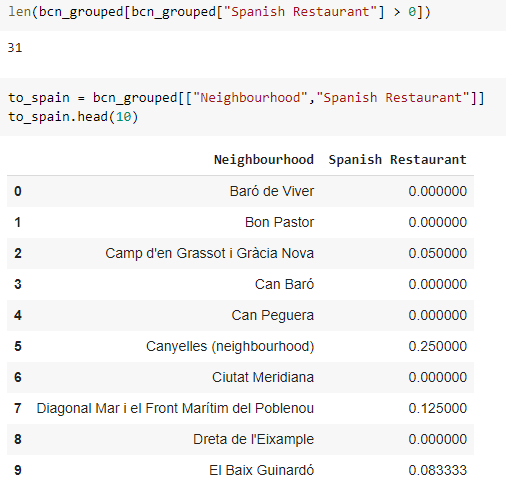 len(bcn_grouped[bcn_grouped["Spanish Restaurant"] > 0])
31
to_spain = bcn_grouped[["Neighbourhood","Spanish Restaurant"]]
to_spain.head(10)
Neighbourhood Spanish Restaurant
0 Baró de Viver 0.000000
1 Bon Pastor 0.000000
2 Camp d'en Grassot i Gràcia Nova 0.050000
3 Can Baró 0.000000
4 Can Peguera 0.000000
5 Canyelles (neighbourhood) 0.250000
6 Ciutat Meridiana 0.000000
7 Diagonal Mar i el Front Marítim del Poblenou 0.125000
8 Dreta de l'Eixample 0.000000
9 El Baix Guinardó 0.083333